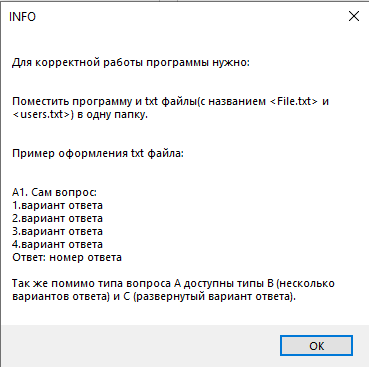 INFO
Для корректной работы программы нужно:
Поместить программу и txt файлы(с названием <File.txt> и
<users.txt>) в одну папку.
Пример оформления txt файла:
A1. Сам вопрос:
1.вариант ответа
2.вариант ответа
3.вариант ответа
4.вариант ответа
Ответ: номер ответа
Так же помимо типа вопроса A доступны типы B (несколько
вариантов ответа) и C (развернутый вариант ответа).
OK